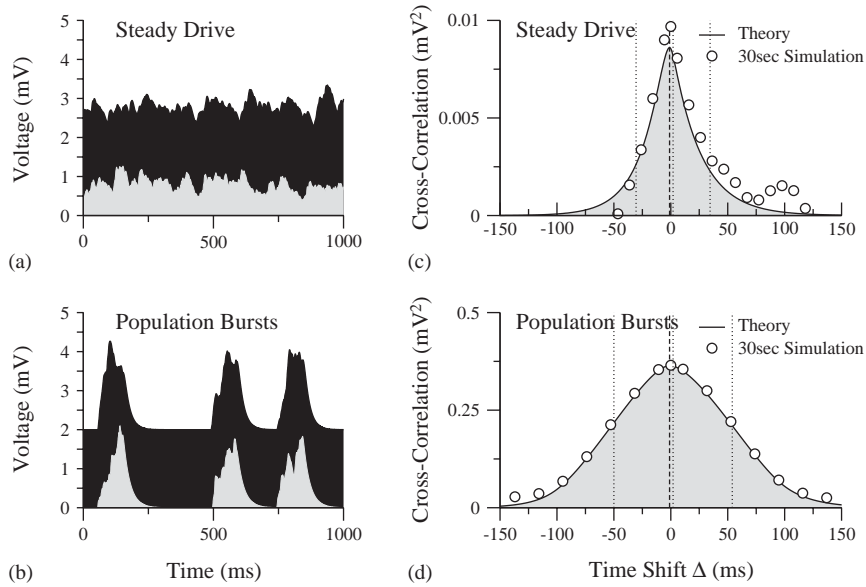 5
4
3
2
1
0
Voltage (mV)
Steady Drive
0
500
1000
(a)
5
4
3
2
1
0
Voltage (mV)
Population Bursts
0
500
1000
Time (ms)
(b)
0.01
0.005
0
Cross-Correlation (mV²)
Steady Drive
Theory
30sec Simulation
-150
-100
-50
0
50
100
150
(c)
0.5
0.25
0
Cross-Correlation (mV²)
Population Bursts
Theory
30sec Simulation
-150
-100
-50
0
50
100
150
Time Shift Δ (ms)
(d)